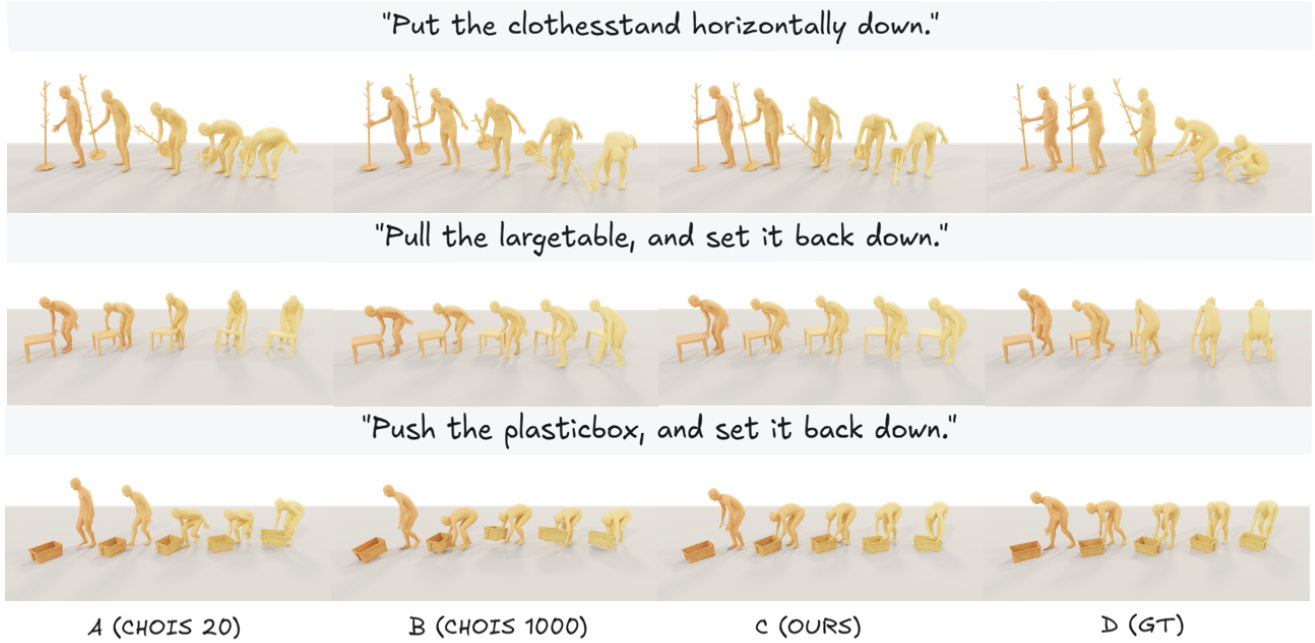 "Put the clothesstand horizontally down."
"Pull the largetable, and set it back down."
"Push the plasticbox, and set it back down."
A (CHOIS 20) B (CHOIS 1000) C (OURS) D (GT)